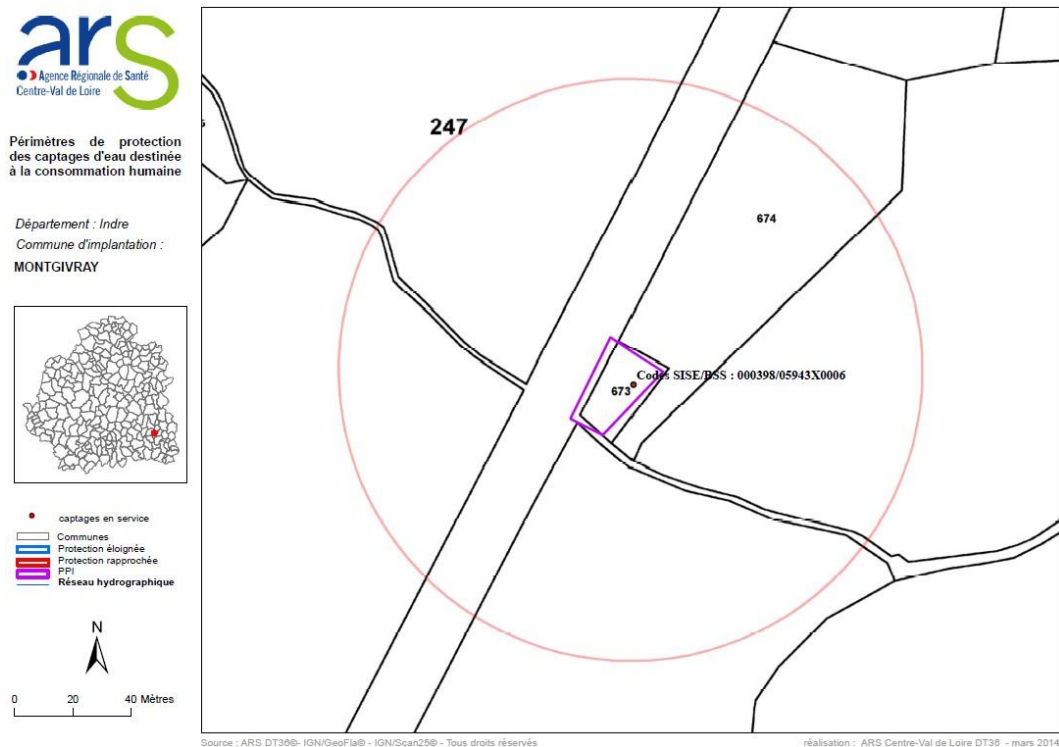 ars
Agence Régionale de Santé
Centre-Val de Loire
Périmètres de protection
des captages d'eau destinée
à la consommation humaine
Département : Indre
Commune d'implantation :
MONTGIVRAY
captages en service
Communes
Protection éloignée
Protection rapprochée
PPI
Réseau hydrographique
N
0 20 40 Mètres
247
674
Codes SISE/BSS : 000398/05943X0006
673
Source : ARS DT36®- IGN/GeoFla® - IGN/Scan25® - Tous droits réservés
réalisation : ARS Centre-Val de Loire DT36 - mars 2014